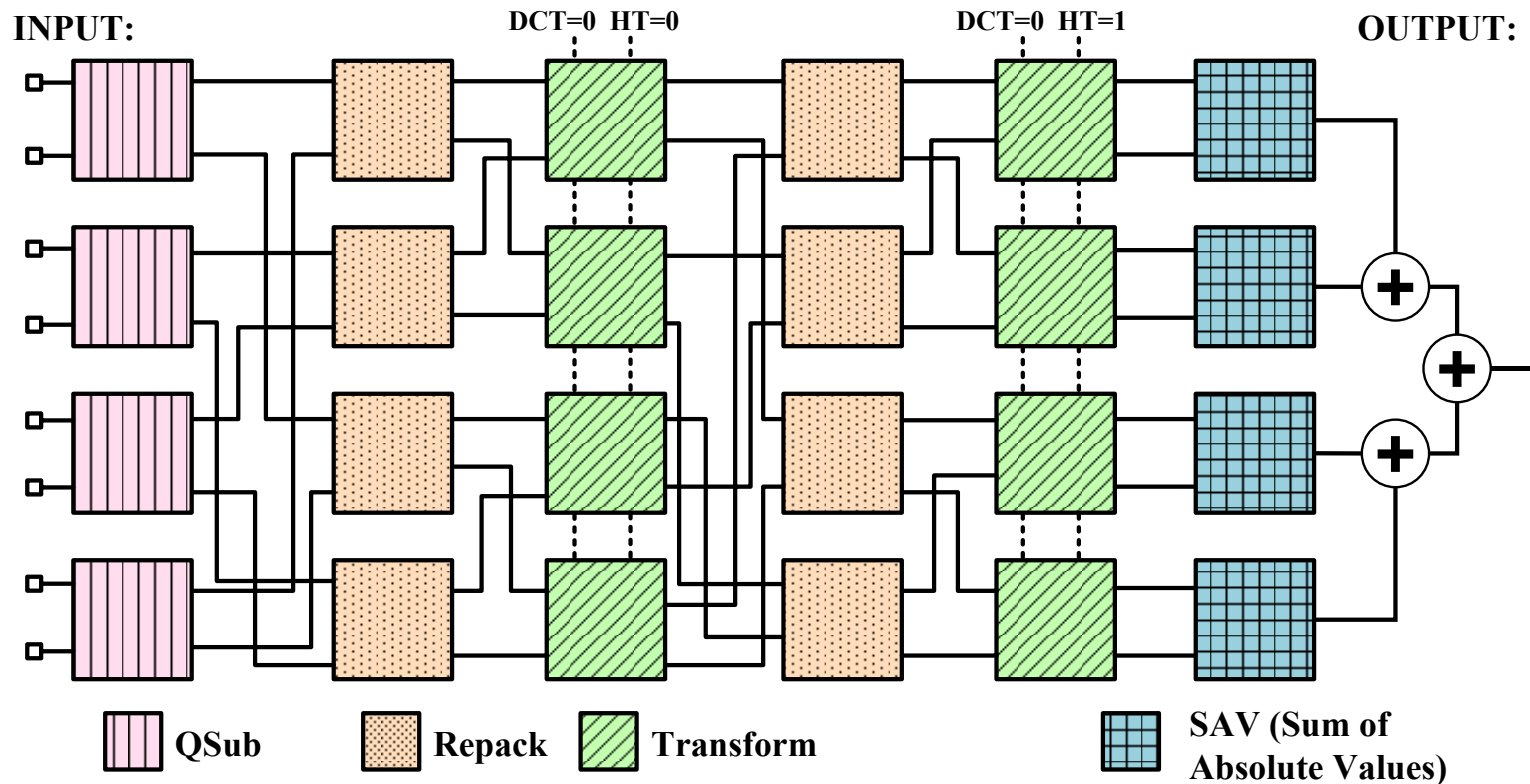 INPUT:
DCT=0 HT=0
DCT=0 HT=1
OUTPUT:
QSub
Repack
Transform
SAV (Sum of
Absolute Values)